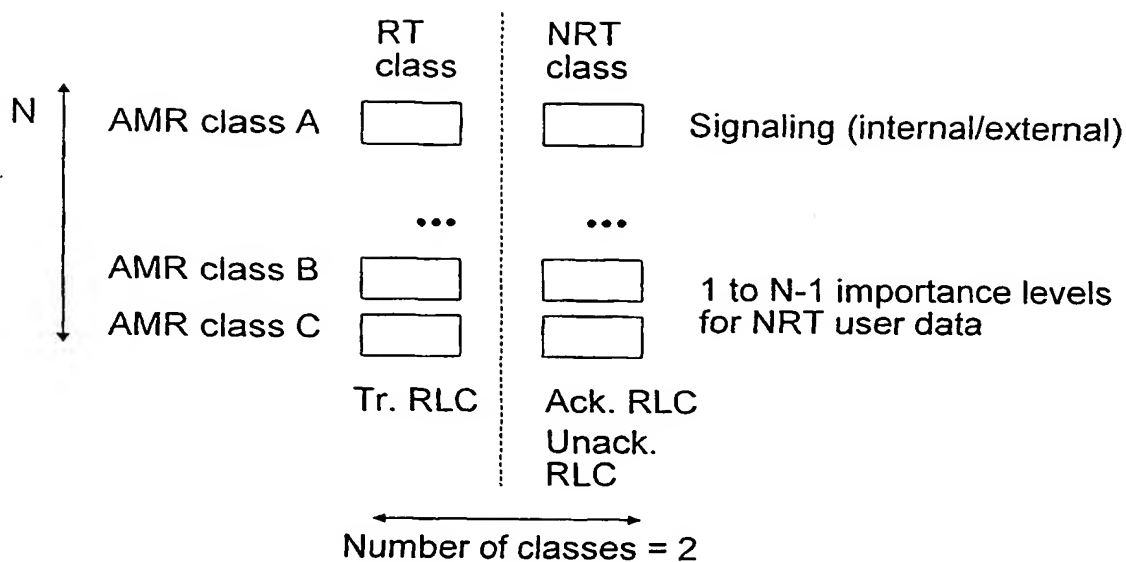 RT
class
NRT
class
N
AMR class A
Signaling (internal/external)
...
...
AMR class B
AMR class C
1 to N-1 importance levels
for NRT user data
Tr. RLC
Ack. RLC
Unack.
RLC
Number of classes = 2